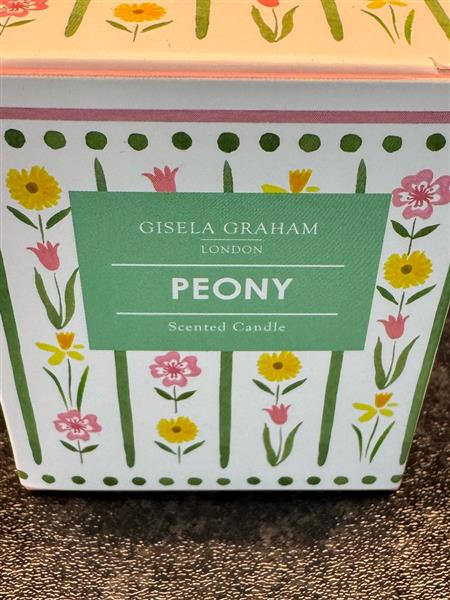 GISELA GRAHAM
LONDON
PEONY
Scented Candle